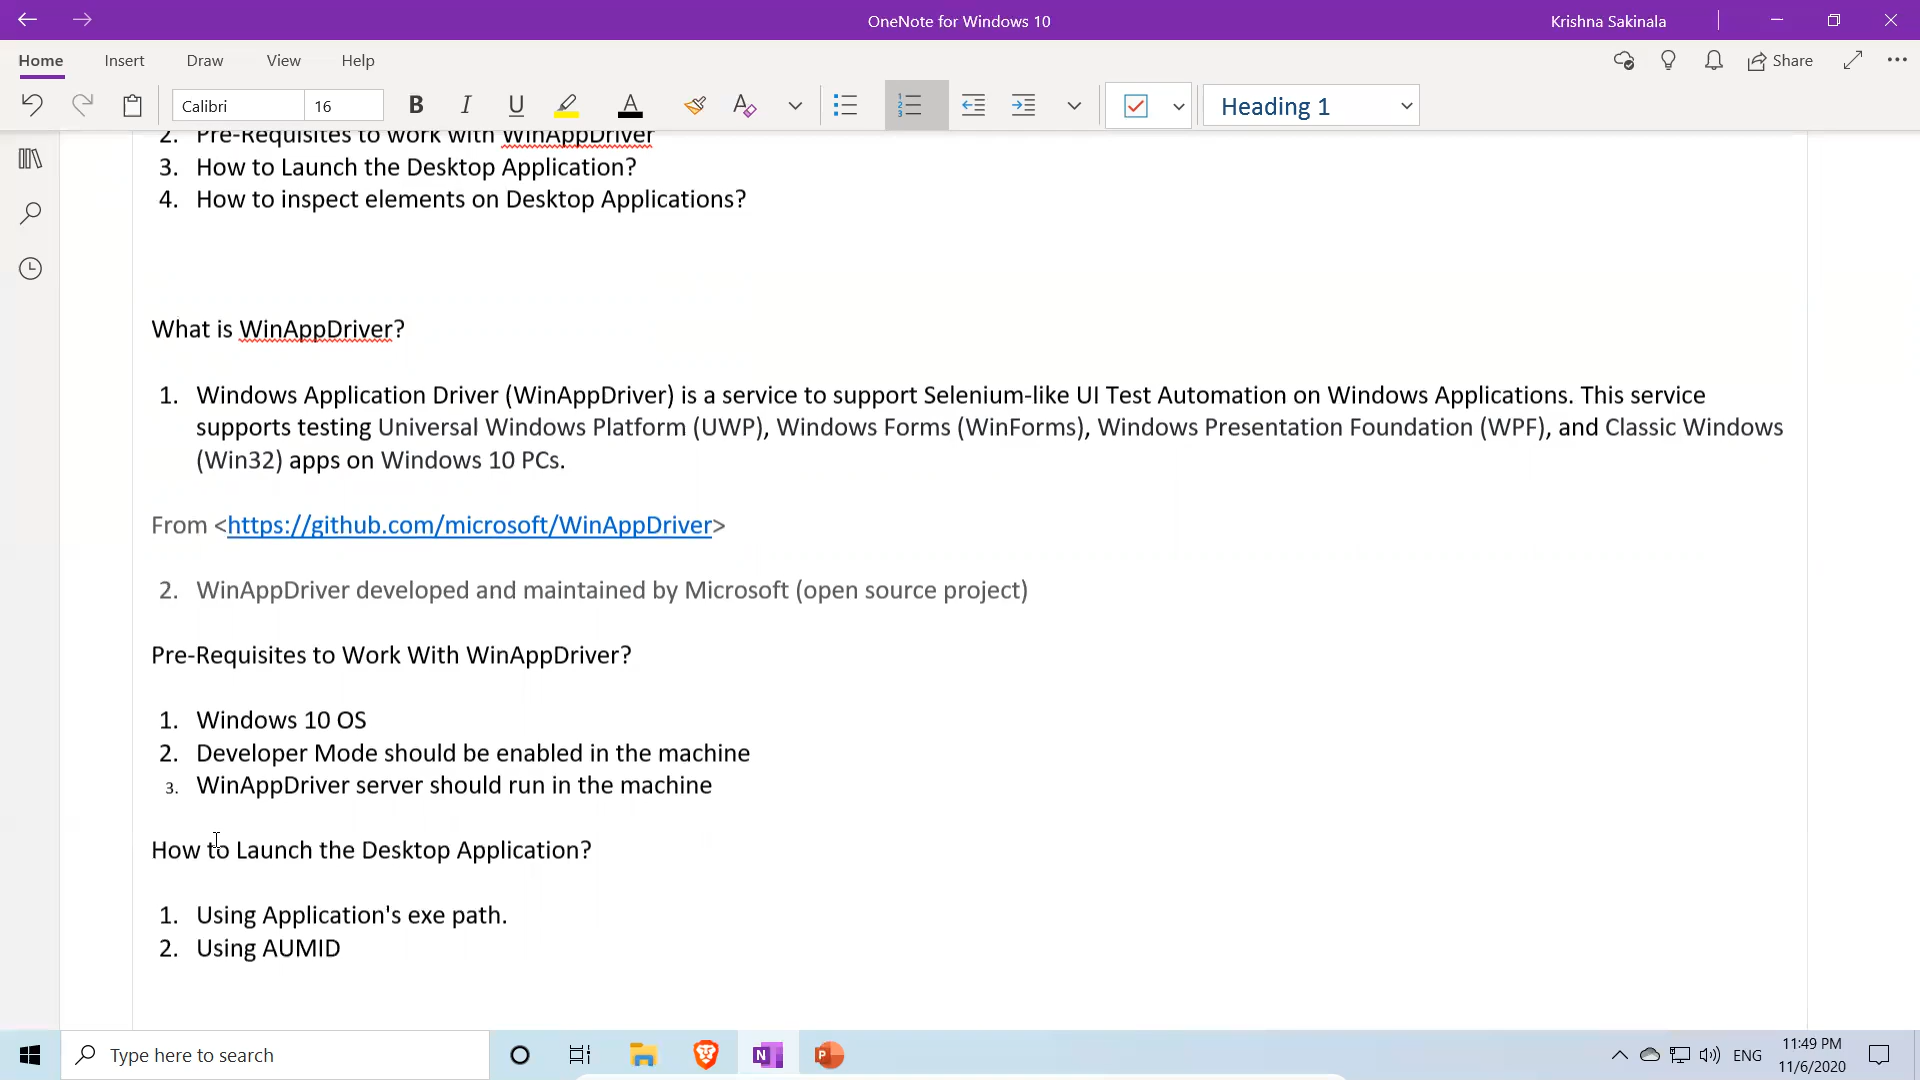 OneNote for Windows 10
Krishna Sakinala
Home Insert Draw View Help
Share
Calibri 16 B I U A Heading 1
2. Pre-Requisites to work with WinAppDriver
3. How to Launch the Desktop Application?
4. How to inspect elements on Desktop Applications?
What is WinAppDriver?
1. Windows Application Driver (WinAppDriver) is a service to support Selenium-like UI Test Automation on Windows Applications. This service
supports testing Universal Windows Platform (UWP), Windows Forms (WinForms), Windows Presentation Foundation (WPF), and Classic Windows
(Win32) apps on Windows 10 PCs.
From <https://github.com/microsoft/WinAppDriver>
2. WinAppDriver developed and maintained by Microsoft (open source project)
Pre-Requisites to Work With WinAppDriver?
1. Windows 10 OS
2. Developer Mode should be enabled in the machine
3. WinAppDriver server should run in the machine
How to Launch the Desktop Application?
1. Using Application's exe path.
2. Using AUMID
Type here to search
ENG
11:49 PM
11/6/2020